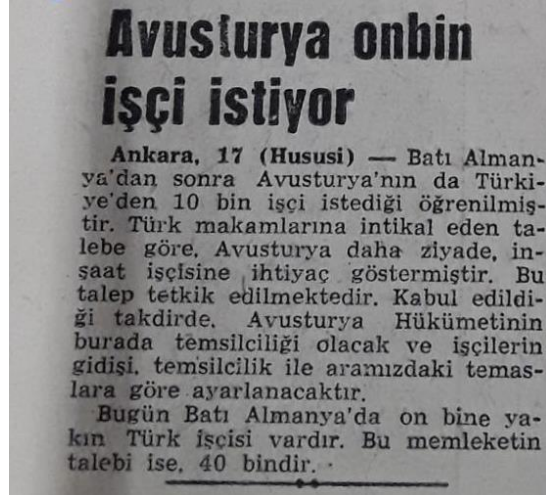 Avusturya onbin
işçi istiyor
Ankara, 17 (Hususi) — Batı Alman-
ya'dan sonra Avusturya'nın da Türki-
ye'den 10 bin işçi istediği öğrenilmiş-
tir. Türk makamlarına intikal eden ta-
lebe göre, Avusturya daha ziyade, in-
şaat işçisine ihtiyaç göstermiştir. Bu
talep tetkik edilmektedir. Kabul edildi-
ği takdirde, Avusturya Hükümetinin
burada temsilciliği olacak ve işçilerin
gidişi, temsilcilik ile aramızdaki temas-
lara göre ayarlanacaktır.
Bugün Batı Almanya'da on bine ya-
kın Türk işçisi vardır. Bu memleketin
talebi ise, 40 bindir.